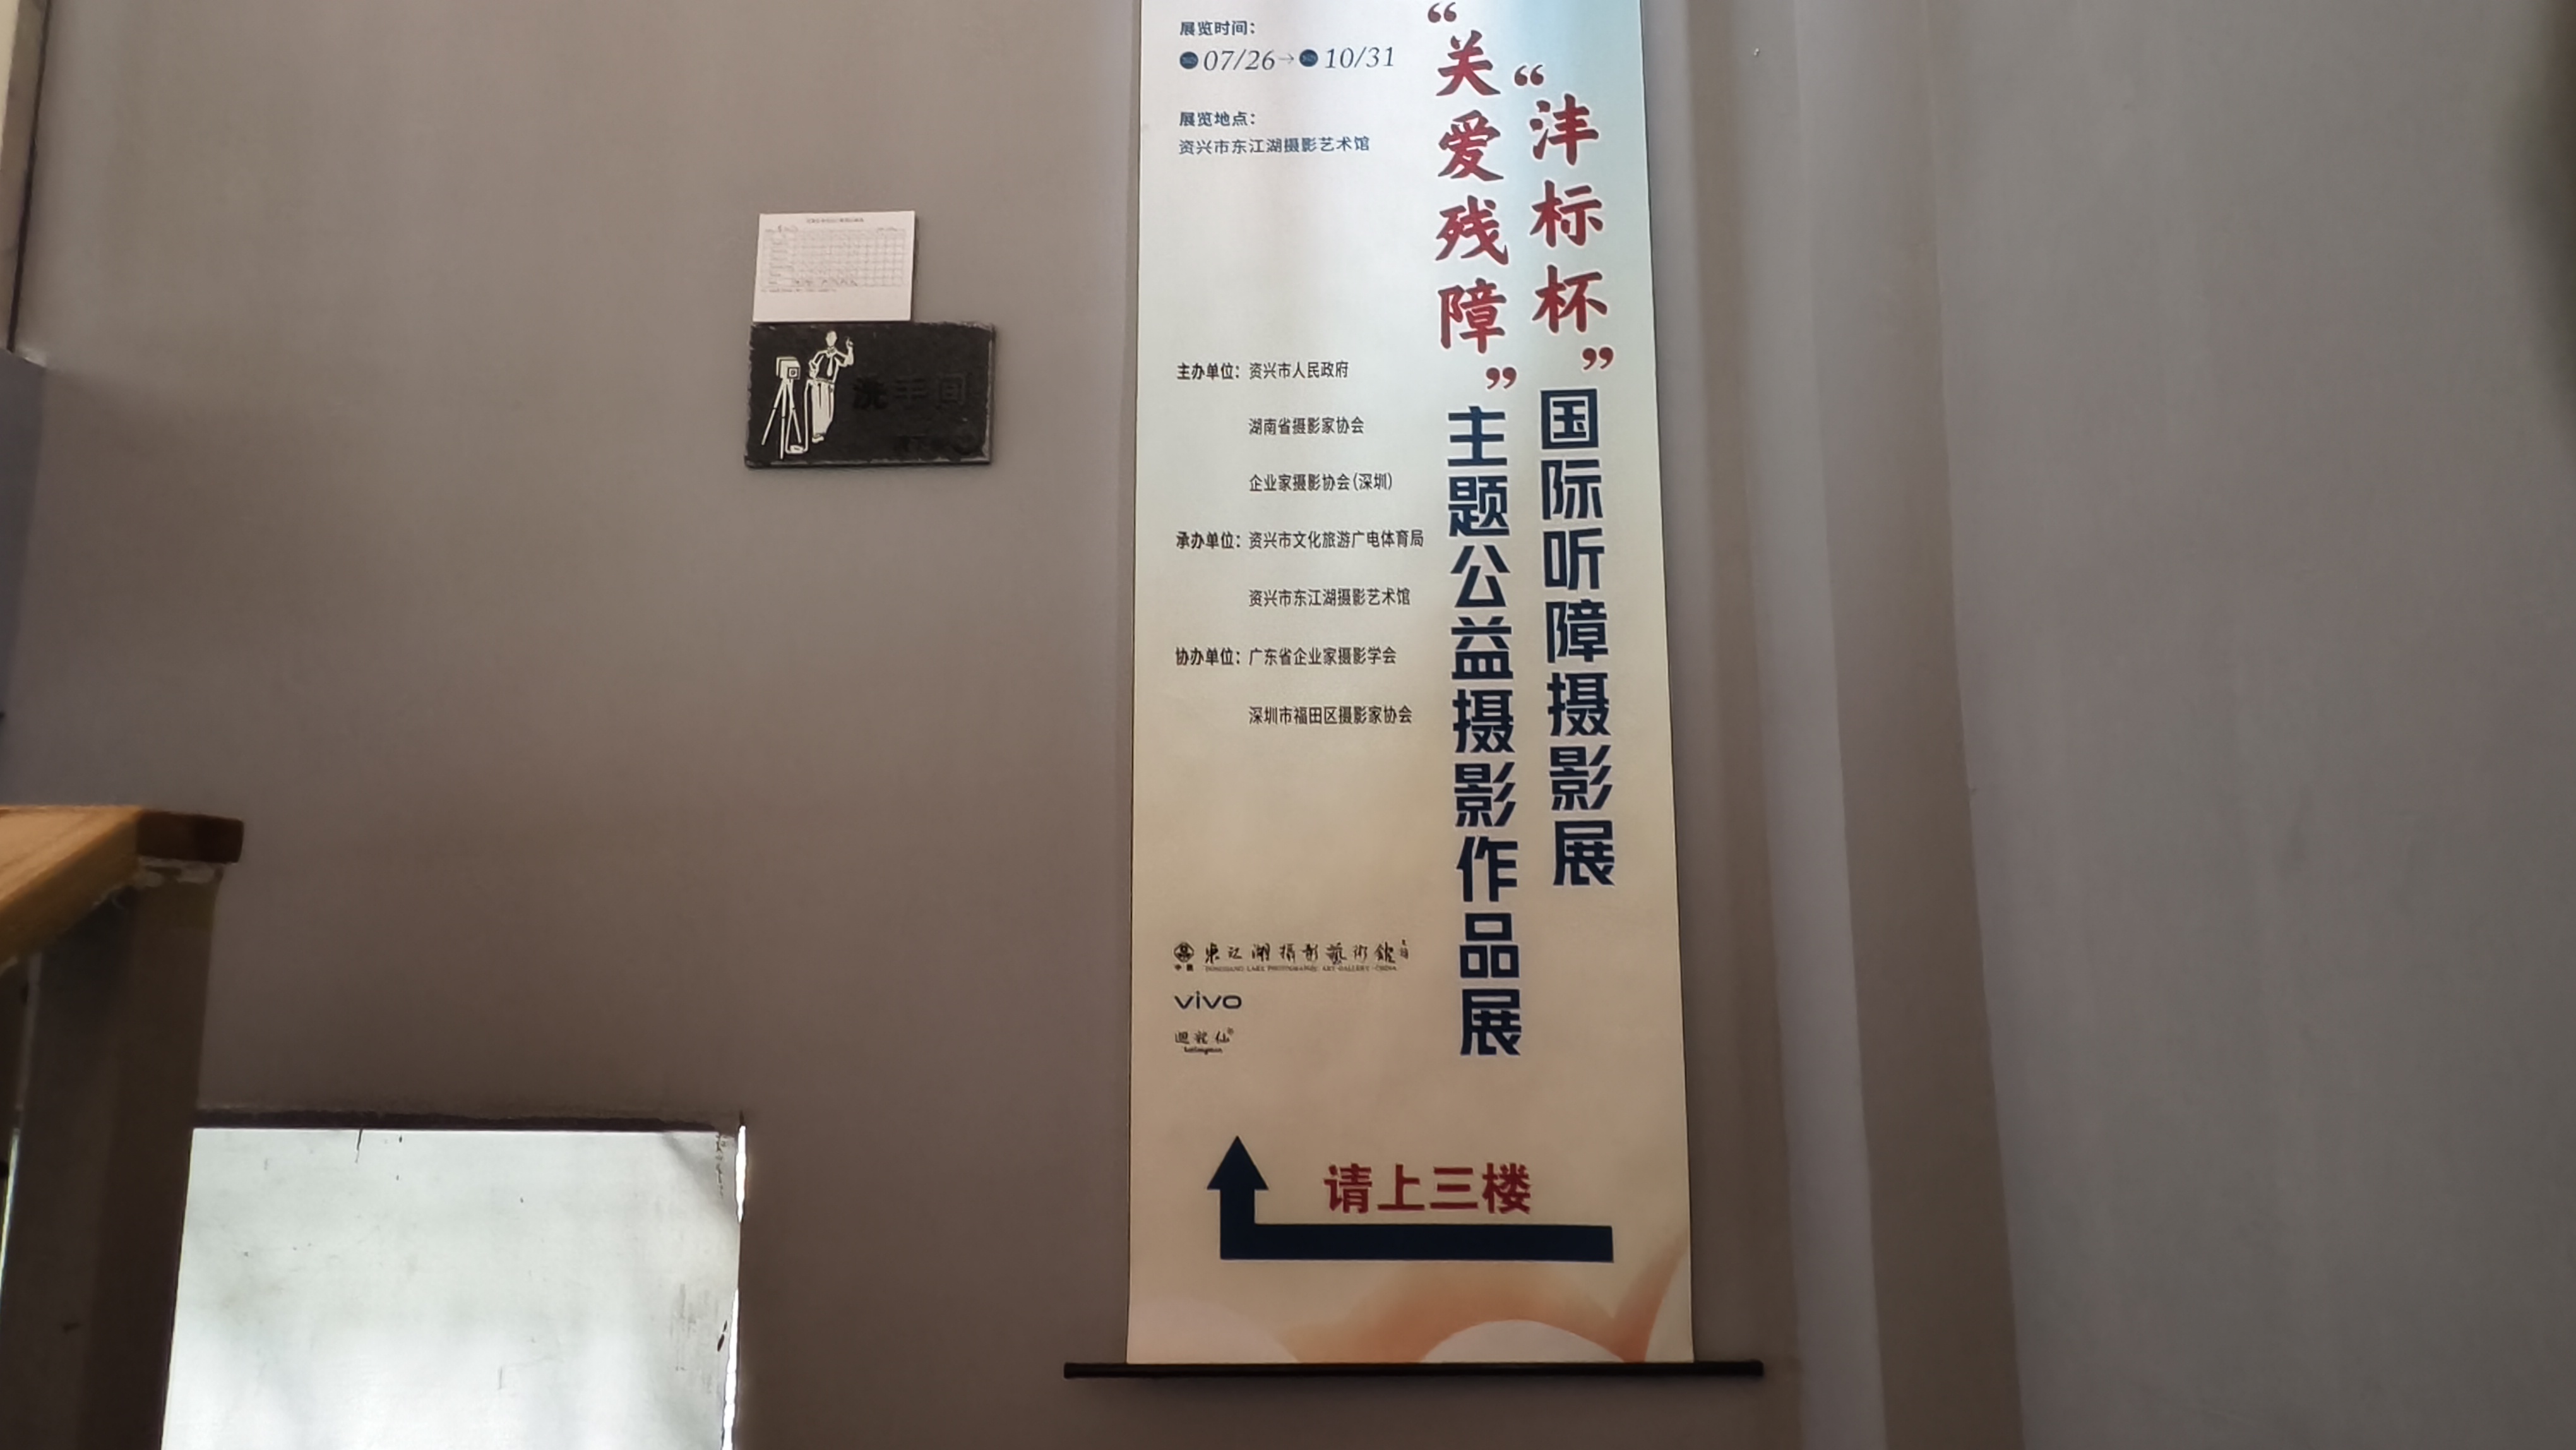 展览时间：
07/26→10/31
展览地点：
资兴市东江湖摄影艺术馆
“沣标杯”国际听障摄影展
“关爱残障”主题公益摄影作品展
主办单位：资兴市人民政府
湖南省摄影家协会
企业家摄影协会(深圳)
承办单位：资兴市文化旅游广电体育局
资兴市东江湖摄影艺术馆
协办单位：广东省企业家摄影学会
深圳市福田区摄影家协会
東江湖攝影藝術館
DONGJIANG LAKE PHOTOGRAPHIC ART GALLERY · CHINA
vivo
请上三楼
洗手间